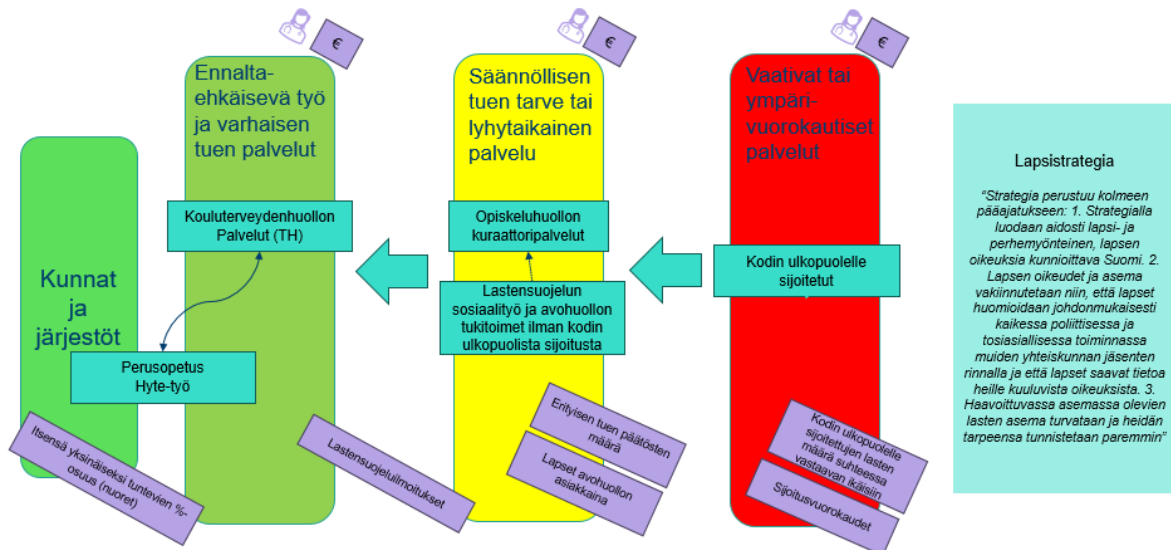 €
€
€
Ennalta-
ehkäisevä työ
ja varhaisen
tuen palvelut
Säännöllisen
tuen tarve tai
lyhytaikainen
palvelu
Vaativat tai
ympäri-
vuorokautiset
palvelut
Kunnat
ja
järjestöt
Kouluterveydenhuollon
Palvelut (TH)
Perusopetus
Hyte-työ
Opiskeluhuollon
kuraattoripalvelut
Lastensuojelun
sosiaalityö ja avohuollon
tukitoimet ilman kodin
ulkopuolista sijoitusta
Kodin ulkopuolelle
sijoitetut
Itsensä yksinäiseksi tuntevien %-
osuus (nuoret)
Lastensuojeluilmoitukset
Erityisen tuen päätösten
määrä
Lapset avohuollon
asiakkaina
Kodin ulkopuolelle
sijoitettujen lasten
määrä suhteessa
vastaavan ikäisiin
Sijoitusvuorokaudet
Lapsistrategia
"Strategia perustuu kolmeen
pääajatukseen: 1. Strategialla
luodaan aidosti lapsi- ja
perhemyönteinen, lapsen
oikeuksia kunnioittava Suomi. 2.
Lapsen oikeudet ja asema
vakiinnutetaan niin, että lapset
huomioidaan johdonmukaisesti
kaikessa poliittisessa ja
tosiasiallisessa toiminnassa
muiden yhteiskunnan jäsenten
rinnalla ja että lapset saavat tietoa
heille kuuluvista oikeuksista. 3.
Haavoittuvassa asemassa olevien
lasten asema turvataan ja heidän
tarpeensa tunnistetaan paremmin"